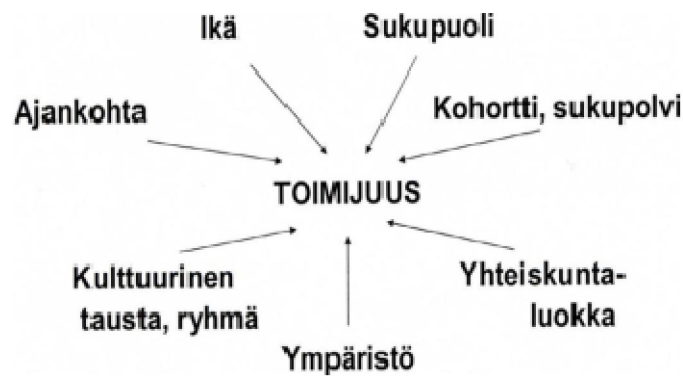 Ikä
Sukupuoli
Ajankohta
Kohortti, sukupolvi
TOIMIJUUS
Kulttuurinen
tausta, ryhmä
Yhteiskunta-
luokka
Ympäristö